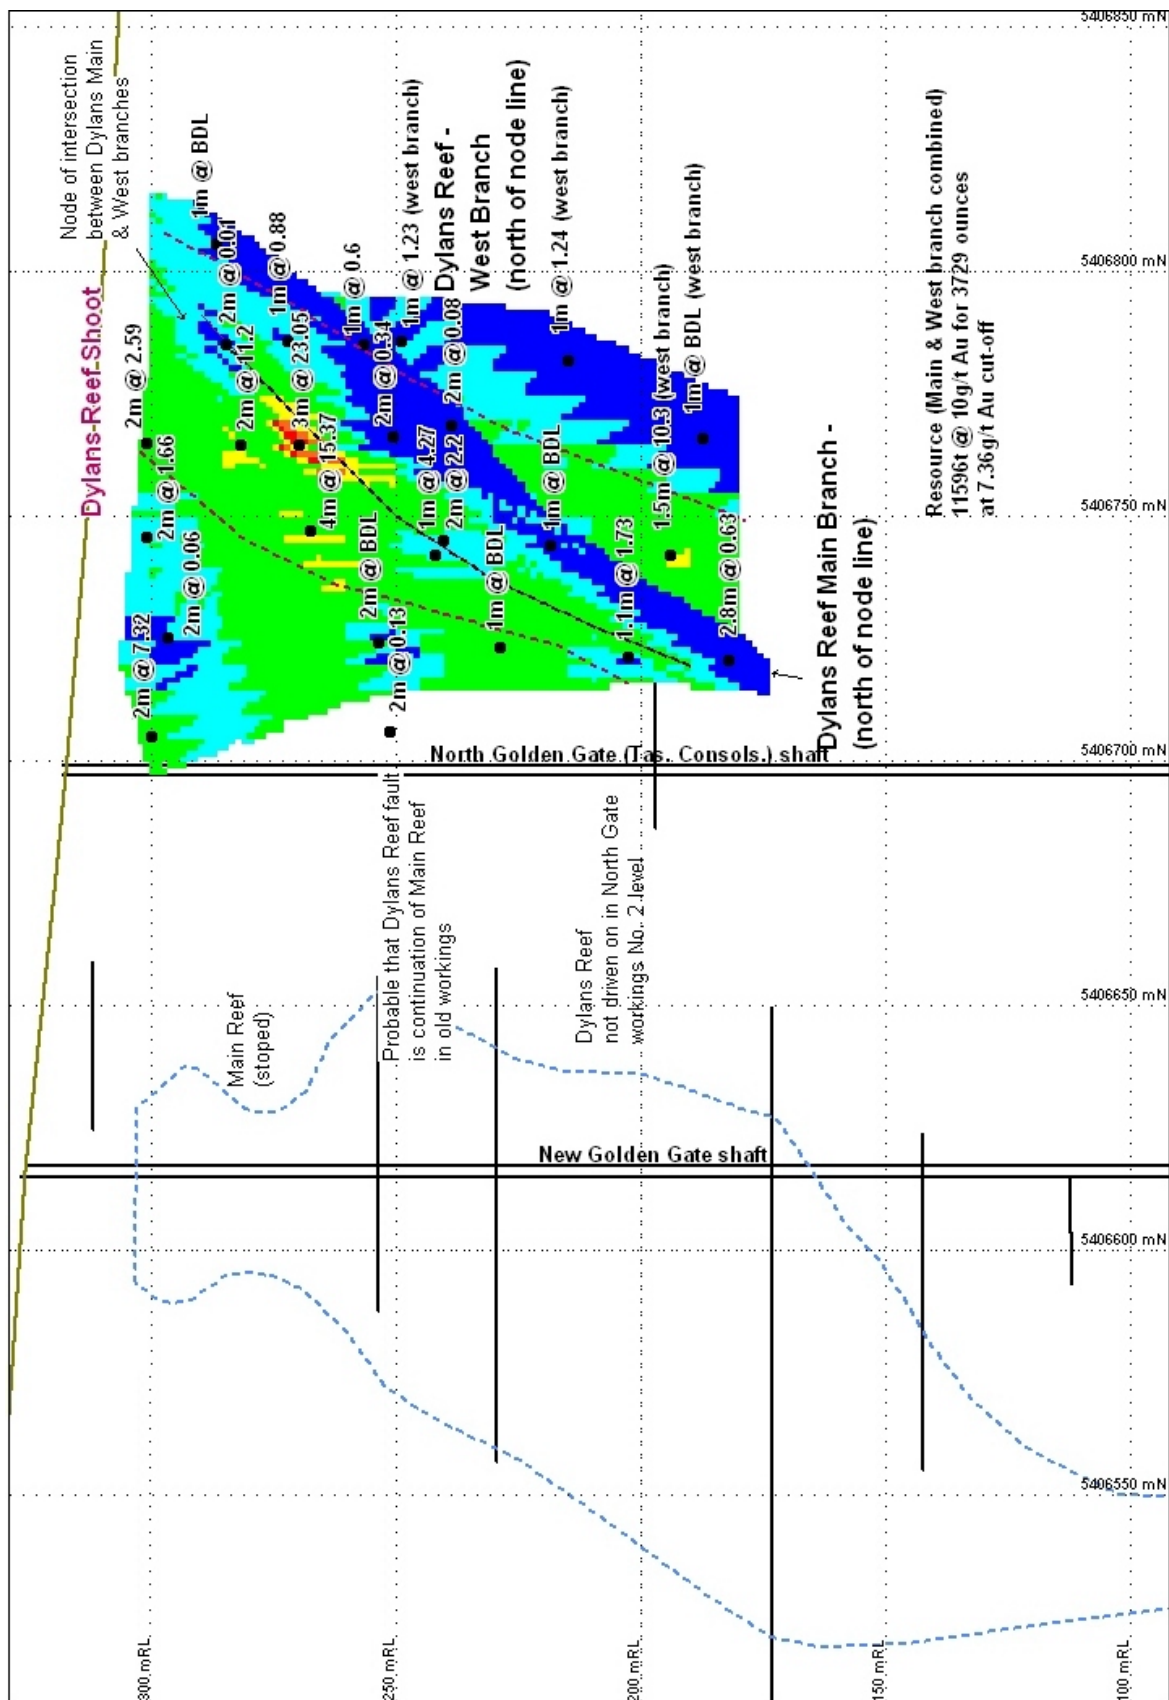 5406850 mN
Node of intersection
between Dylans Main
& West branches
Dylans-Reef-Shoot
1m @ BDL
2m @ 0.01
1m @ 0.88
2m @ 2.59
2m @ 11.2
3m @ 23.05
1m @ 0.6
1m @ 1.23 (west branch)
Dylans Reef -
West Branch
(north of node line)
1m @ 1.24 (west branch)
5406800 mN
2m @ 1.66
4m @ 15.37
2m @ 0.34
2m @ 0.08
1m @ 4.27
2m @ 2.2
1m @ BDL
1.5m @ 10.3 (west branch)
1m @ BDL (west branch)
2m @ 0.06
2m @ 7.32
2m @ BDL
2m @ 0.13
1m @ BDL
1.1m @ 1.73
2.8m @ 0.63
5406750 mN
Dylans Reef Main Branch -
(north of node line)
Resource (Main & West branch combined)
11596t @ 10g/t Au for 3729 ounces
at 7.36g/t Au cut-off
North Golden Gate (Tas. Consols.) shaft
5406700 mN
Probable that Dylans Reef fault
is continuation of Main Reef
in old workings
Dylans Reef
not driven on in North Gate
workings No. 2 level
Main Reef
(stoped)
5406650 mN
New Golden Gate shaft
5406600 mN
5406550 mN
300 mRL
250 mRL
200 mRL
150 mRL
100 mRL